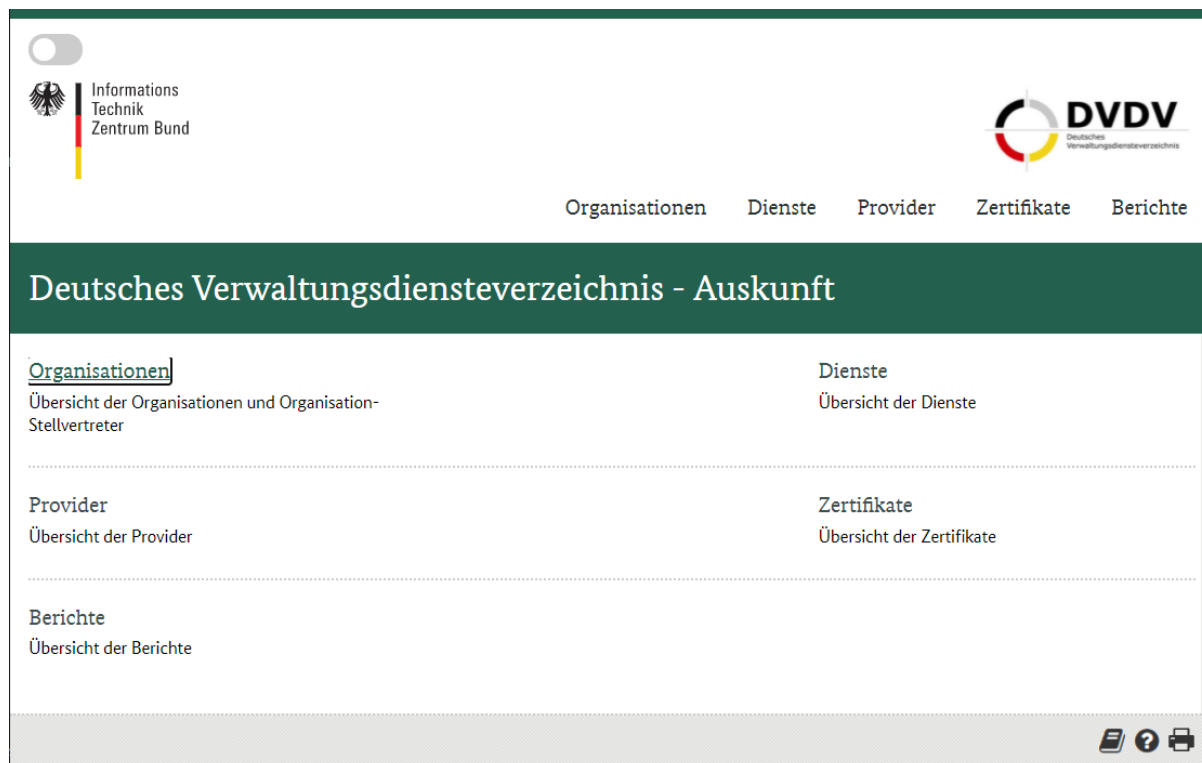 Informations
Technik
Zentrum Bund
DVDV
Deutsches
Verwaltungsdiensteverzeichnis
Organisationen Dienste Provider Zertifikate Berichte
Deutsches Verwaltungsdiensteverzeichnis - Auskunft
Organisationen
Übersicht der Organisationen und Organisation-
Stellvertreter
Dienste
Übersicht der Dienste
Provider
Übersicht der Provider
Zertifikate
Übersicht der Zertifikate
Berichte
Übersicht der Berichte